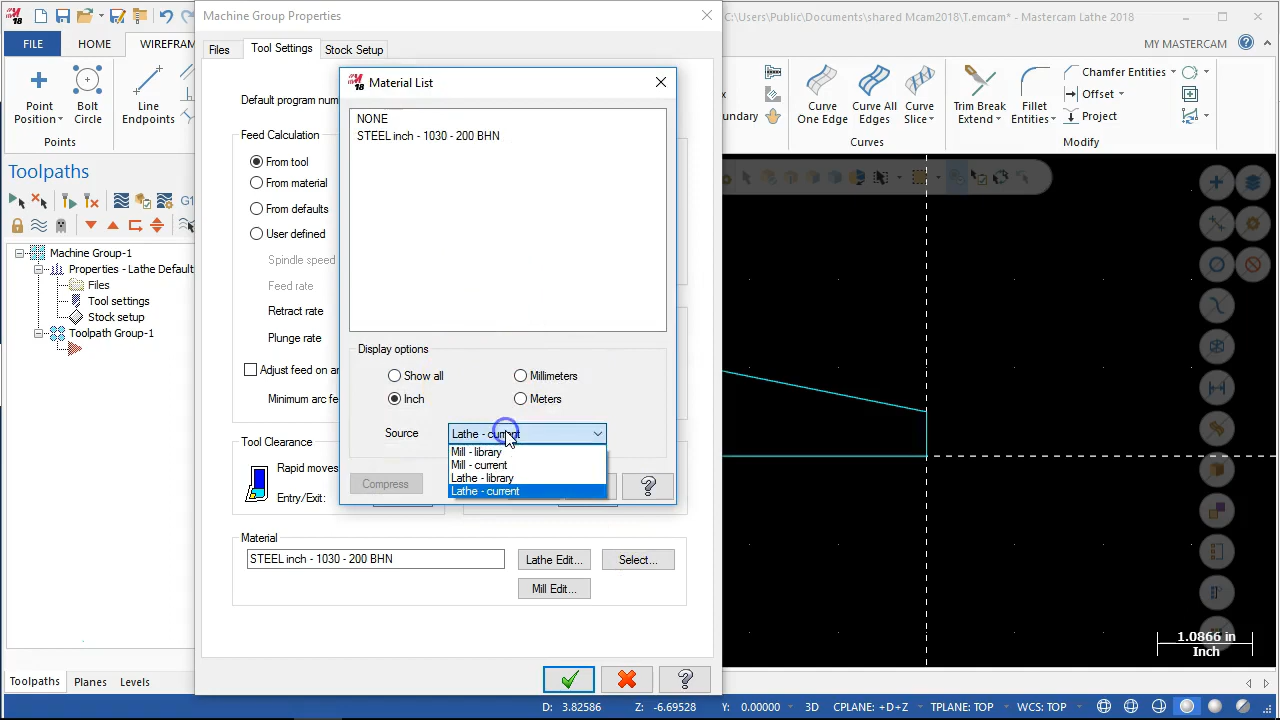 Machine Group Properties
C:\Users\Public\Documents\shared Mcam2018\T.emcam* - Mastercam Lathe 2018
FILE
HOME
WIREFRA
MY MASTERCAM
Files
Tool Settings
Stock Setup
Point
Position
Bolt
Circle
Line
Endpoints
Points
Curve
One Edge
Curve All
Edges
Curve
Slice
Curves
Trim Break
Extend
Fillet
Entities
Chamfer Entities
Offset
Project
Modify
Toolpaths
G1
Machine Group-1
Properties - Lathe Default
Files
Tool settings
Stock setup
Toolpath Group-1
Toolpaths
Planes
Levels
Default program num
Feed Calculation
From tool
From material
From defaults
User defined
Spindle speed
Feed rate
Retract rate
Plunge rate
Adjust feed on ar
Minimum arc fe
Tool Clearance
Rapid moves
Entry/Exit:
Material
STEEL inch - 1030 - 200 BHN
Lathe Edit...
Select...
Mill Edit...
Material List
NONE
STEEL inch - 1030 - 200 BHN
Display options
Show all
Millimeters
Inch
Meters
Source
Lathe - current
Mill - library
Mill - current
Lathe - library
Lathe - current
Compress
1.0866 in
Inch
D: 3.82586
Z: -6.69528
Y: 0.00000
3D
CPLANE: +D+Z
TPLANE: TOP
WCS: TOP